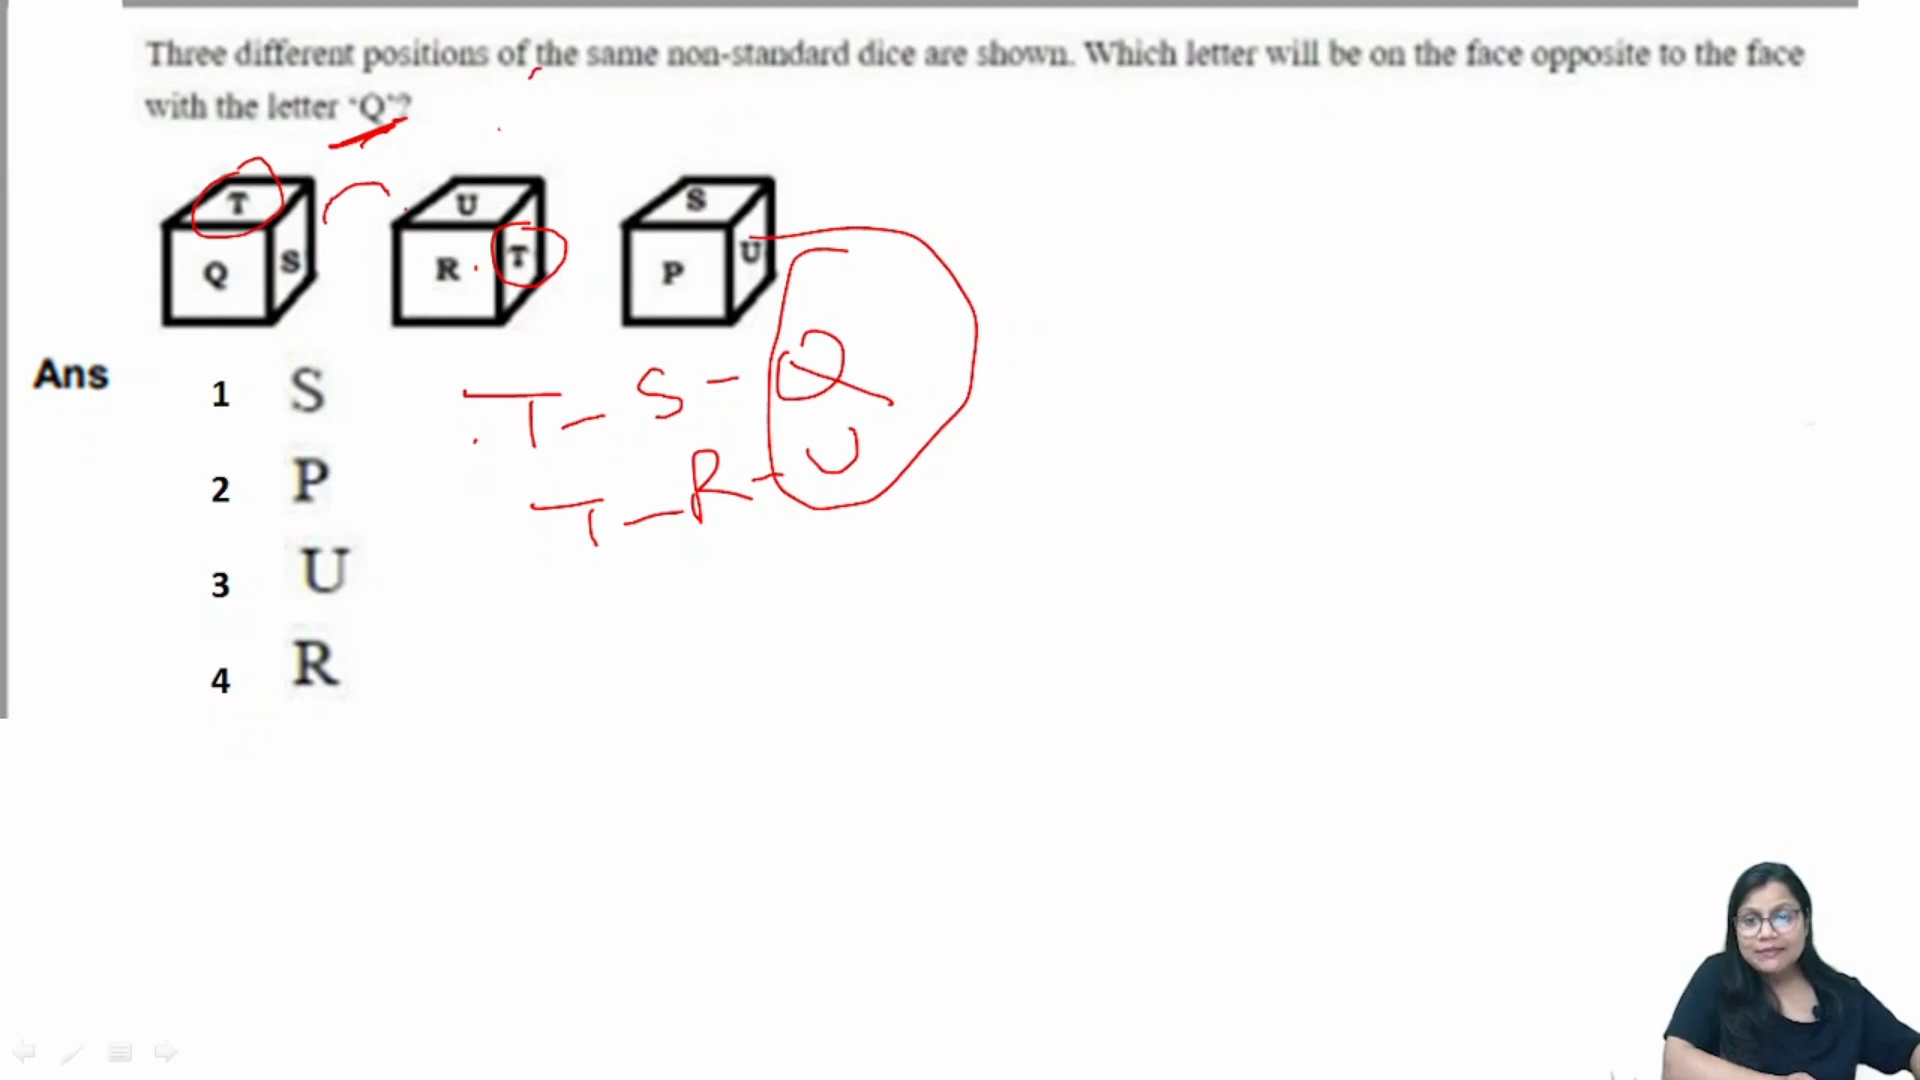 Three different positions of the same non-standard dice are shown. Which letter will be on the face opposite to the face
with the letter 'Q'?
T
Q
S
U
R
T
S
P
U
Ans
1 S
2 P
3 U
4 R
T - S - Q
T - R - U